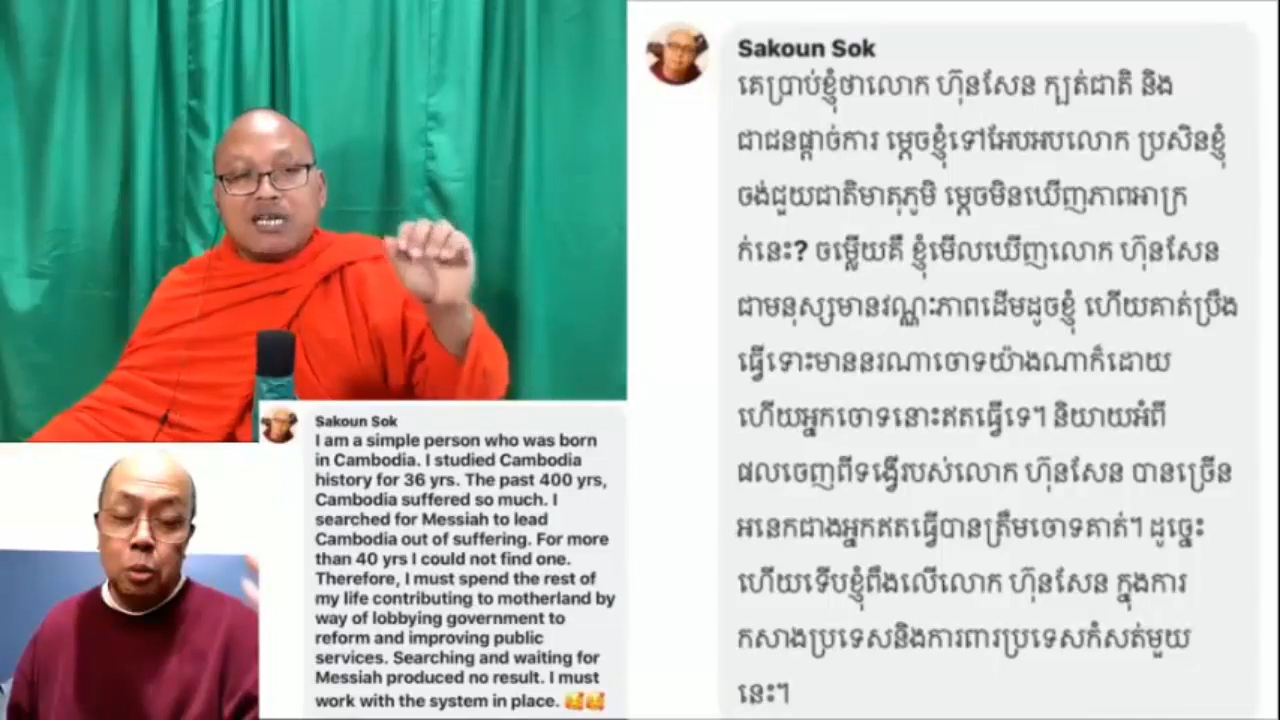 Sakoun Sok
I am a simple person who was born
in Cambodia. I studied Cambodia
history for 36 yrs. The past 400 yrs,
Cambodia suffered so much. I
searched for Messiah to lead
Cambodia out of suffering. For more
than 40 yrs I could not find one.
Therefore, I must spend the rest of
my life contributing to motherland by
way of lobbying government to
reform and improving public
services. Searching and waiting for
Messiah produced no result. I must
work with the system in place. 🥰🥰
Sakoun Sok
គេប្រាប់ខ្ញុំថាលោក ហ៊ុនសែន ក្បត់ជាតិ និង
ជាជនផ្តាច់ការ ម្តេចខ្ញុំទៅអែបអបលោក ប្រសិនខ្ញុំ
ចង់ជួយជាតិមាតុភូមិ ម្តេចមិនឃើញភាពអាក្រ
ក់នេះ? ចម្លើយគឺ ខ្ញុំមើលឃើញលោក ហ៊ុនសែន
ជាមនុស្សមានវណ្ណៈភាពដើមដូចខ្ញុំ ហើយគាត់ប្រឹង
ធ្វើទោះមាននរណាចោទយ៉ាងណាក៏ដោយ
ហើយអ្នកចោទនោះឥតធ្វើទេ។ និយាយអំពី
ផលចេញពីទង្វើរបស់លោក ហ៊ុនសែន បានច្រើន
អនេកជាងអ្នកឥតធ្វើបានត្រឹមចោទគាត់។ ដូច្នេះ
ហើយទើបខ្ញុំពឹងលើលោក ហ៊ុនសែន ក្នុងការ
កសាងប្រទេសនិងការពារប្រទេសកំសត់មួយ
នេះ។